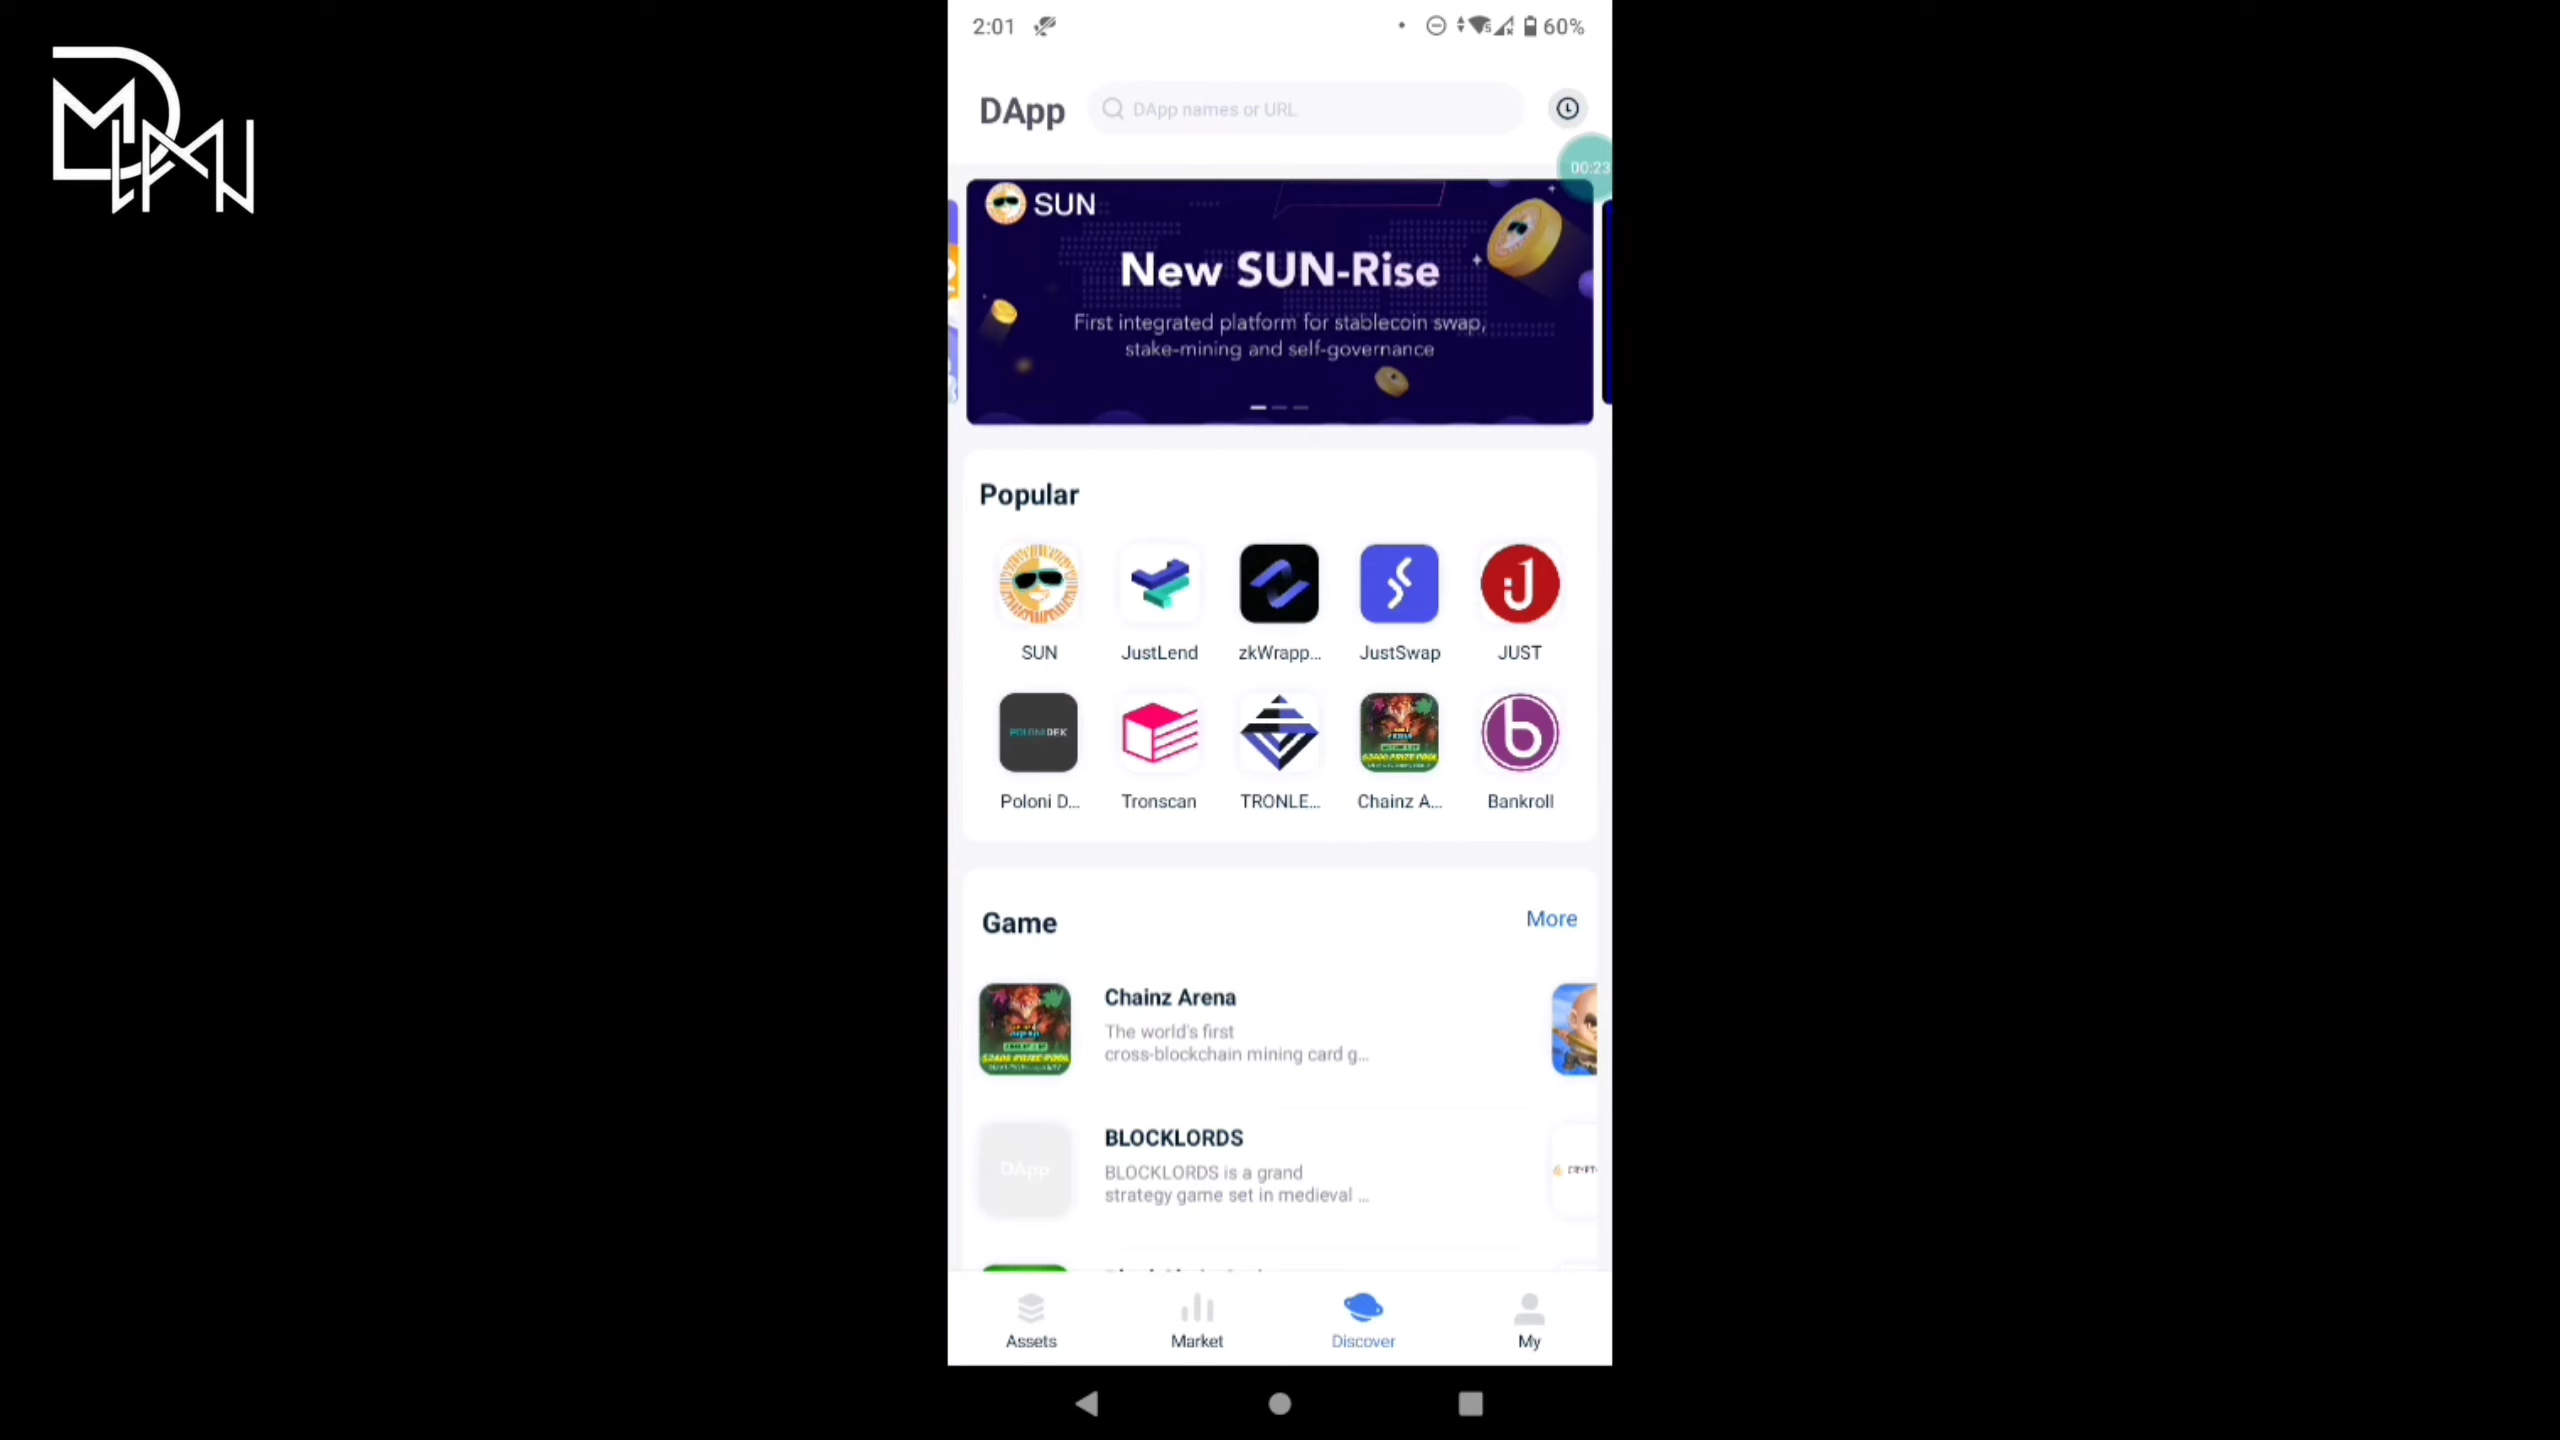 2:01
60%
DApp
DApp names or URL
00:23
SUN
New SUN-Rise
First integrated platform for stablecoin swap,
stake-mining and self-governance
Popular
SUN
JustLend
zkWrapp...
JustSwap
JUST
POLONI DEX
Poloni D...
Tronscan
TRONLE...
Chainz A...
Bankroll
Game
More
Chainz Arena
The world's first
cross-blockchain mining card g...
DApp
BLOCKLORDS
BLOCKLORDS is a grand
strategy game set in medieval ...
Assets
Market
Discover
My